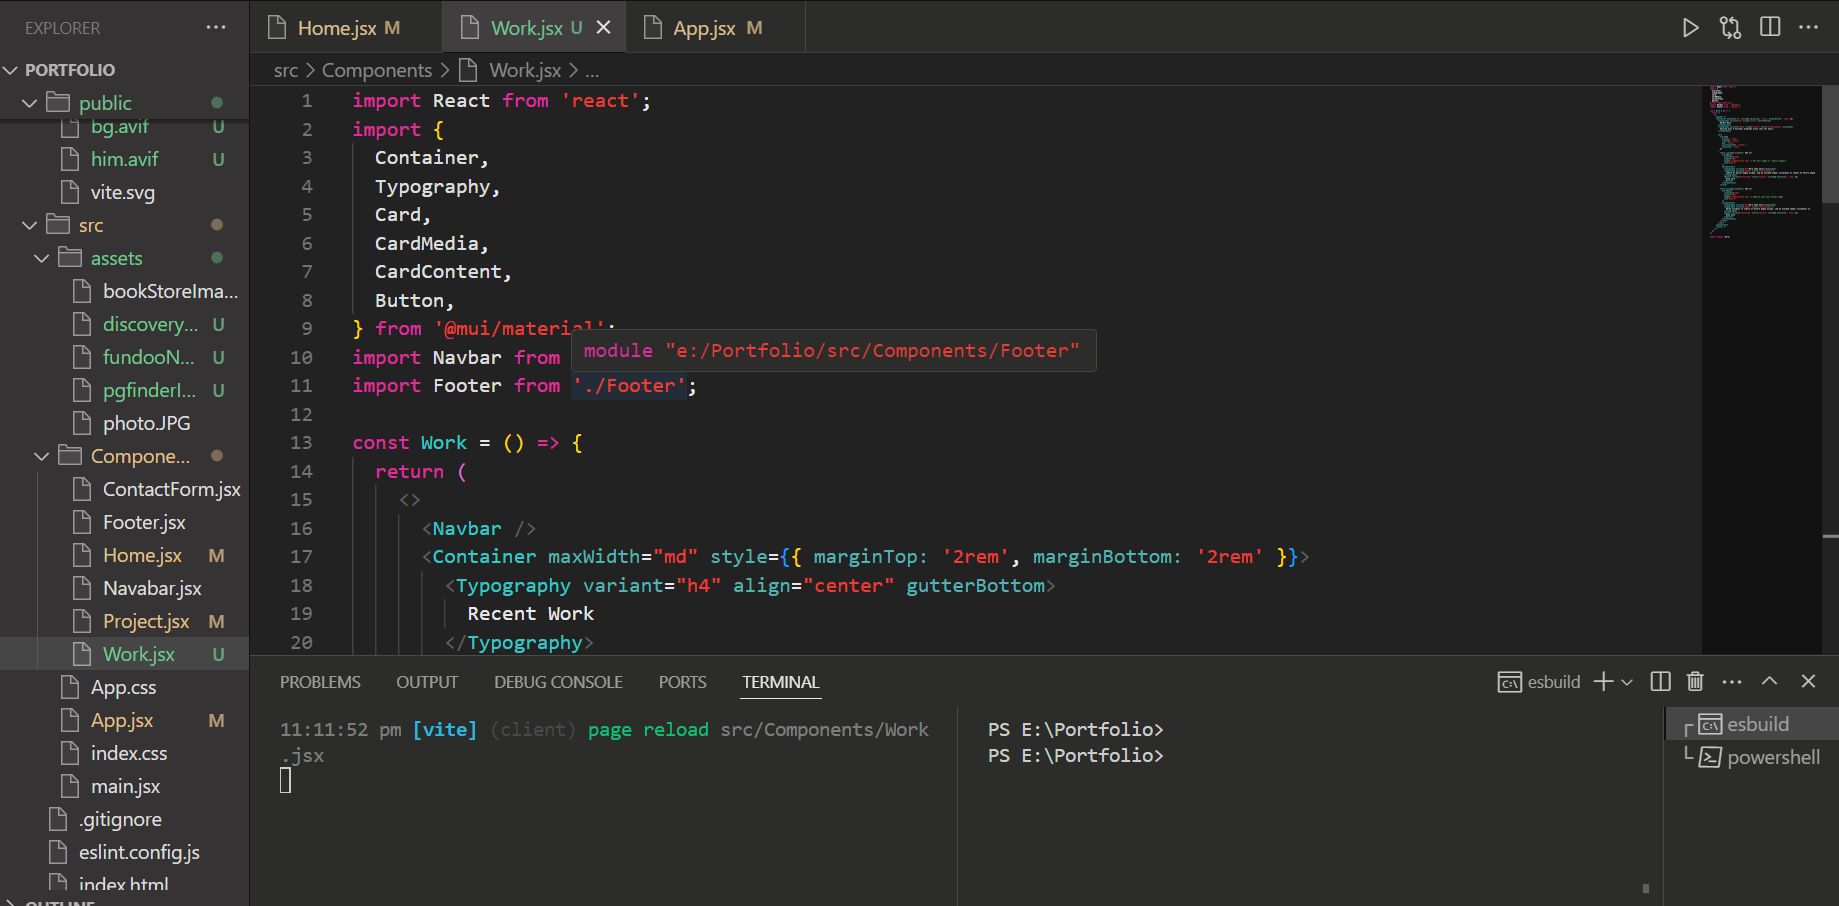 EXPLORER
PORTFOLIO
public
bg.avif U
him.avif U
vite.svg
src
assets
bookStoreIma...
discovery... U
fundooN... U
pgfinderI... U
photo.JPG
Compone...
ContactForm.jsx
Footer.jsx
Home.jsx M
Navabar.jsx
Project.jsx M
Work.jsx U
App.css
App.jsx M
index.css
main.jsx
.gitignore
eslint.config.js
index.html
OUTLINE
Home.jsx M
Work.jsx U
App.jsx M
src > Components > Work.jsx > ...
1 import React from 'react';
2 import {
3 Container,
4 Typography,
5 Card,
6 CardMedia,
7 CardContent,
8 Button,
9 } from '@mui/material';
module "e:/Portfolio/src/Components/Footer"
10 import Navbar from
11 import Footer from './Footer';
12
13 const Work = () => {
14 return (
15 <>
16 <Navbar />
17 <Container maxWidth="md" style={{ marginTop: '2rem', marginBottom: '2rem' }}>
18 <Typography variant="h4" align="center" gutterBottom>
19 Recent Work
20 </Typography>
PROBLEMS OUTPUT DEBUG CONSOLE PORTS TERMINAL
esbuild
11:11:52 pm [vite] (client) page reload src/Components/Work
.jsx
PS E:\Portfolio>
PS E:\Portfolio>
esbuild
powershell